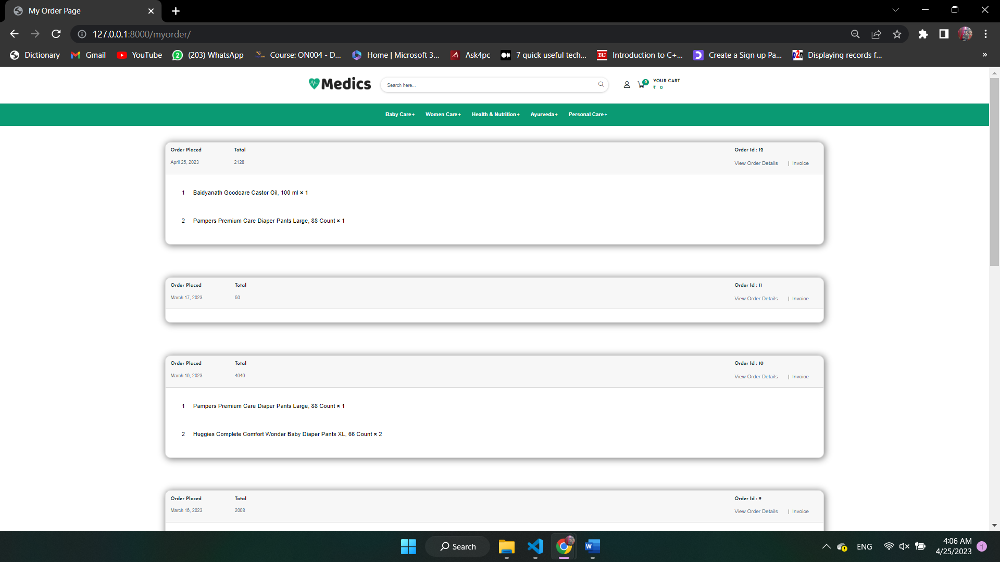 My Order Page
127.0.0.1:8000/myorder/
Dictionary Gmail YouTube 2 (203) WhatsApp Course: ON004 - D... Home | Microsoft 3... Ask4pc 7 quick useful tech... BU Introduction to C+... Create a Sign up Pa... p2n Displaying records f... »
Medics Search here... 0 YOUR CART
₹ 0
Baby Care+ Women Care+ Health & Nutrition+ Ayurveda+ Personal Care+
Order Placed Total Order Id : 12
April 25, 2023 2128 View Order Details | Invoice
1 Baidyanath Goodcare Castor Oil, 100 ml × 1
2 Pampers Premium Care Diaper Pants Large, 88 Count × 1
Order Placed Total Order Id : 11
March 17, 2023 50 View Order Details | Invoice
Order Placed Total Order Id : 10
March 16, 2023 4646 View Order Details | Invoice
1 Pampers Premium Care Diaper Pants Large, 88 Count × 1
2 Huggies Complete Comfort Wonder Baby Diaper Pants XL, 66 Count × 2
Order Placed Total Order Id : 9
March 16, 2023 2008 View Order Details | Invoice
Search W ENG 4:06 AM
4/25/2023 1